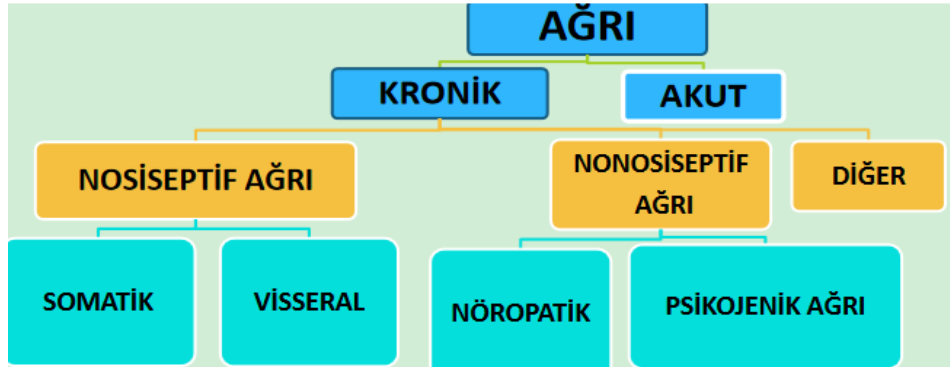 AĞRI
KRONİK
AKUT
NOSİSEPTİF AĞRI
NONOSİSEPTİF
AĞRI
DİĞER
SOMATİK
VİSSERAL
NÖROPATİK
PSİKOJENİK AĞRI